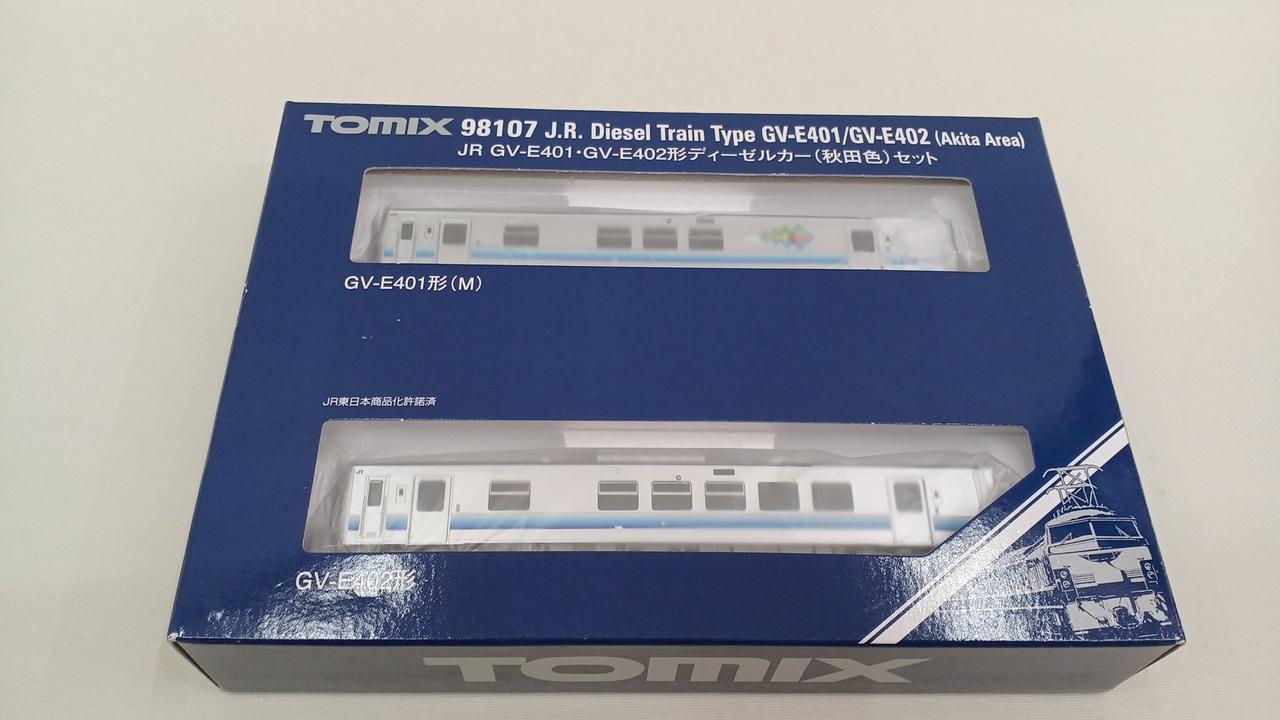 TOMIX 98107 J.R. Diesel Train Type GV-E401/GV-E402 (Akita Area)
JR GV-E401・GV-E402形ディーゼルカー(秋田色)セット
GV-E401形(M)
JR東日本商品化許諾済
JR
GV-E402形
TOMIX